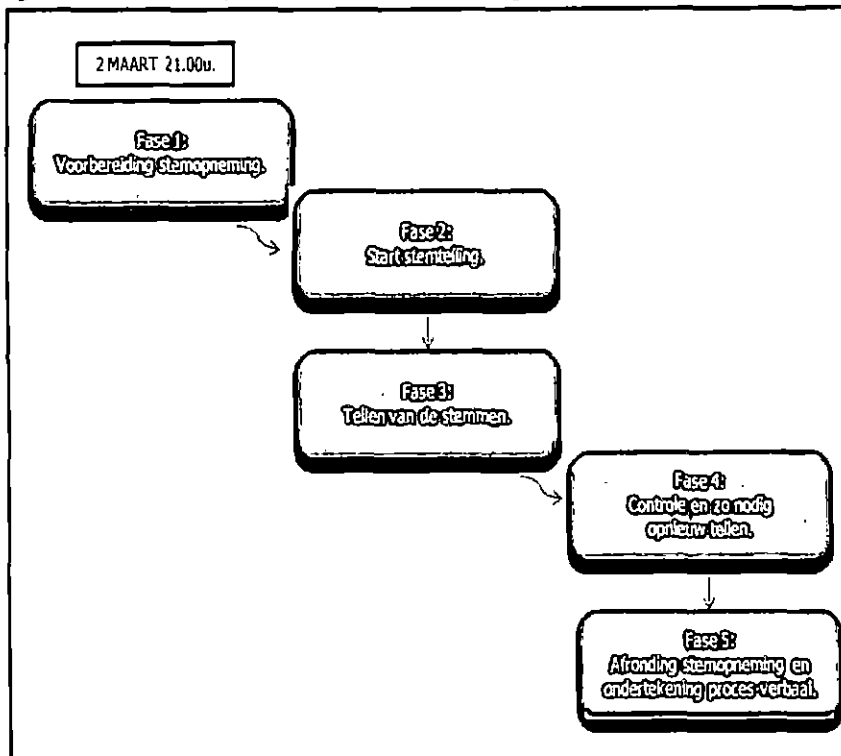 2 MAART 21.00u.
Fase 1:
Voorbereiding stemopneming.
Fase 2:
Start stemtelling.
Fase 3:
Tellen van de stemmen.
Fase 4:
Controle en zo nodig
opnieuw tellen.
Fase 5:
Afronding stemopneming en
ondertekening proces-verbaal.